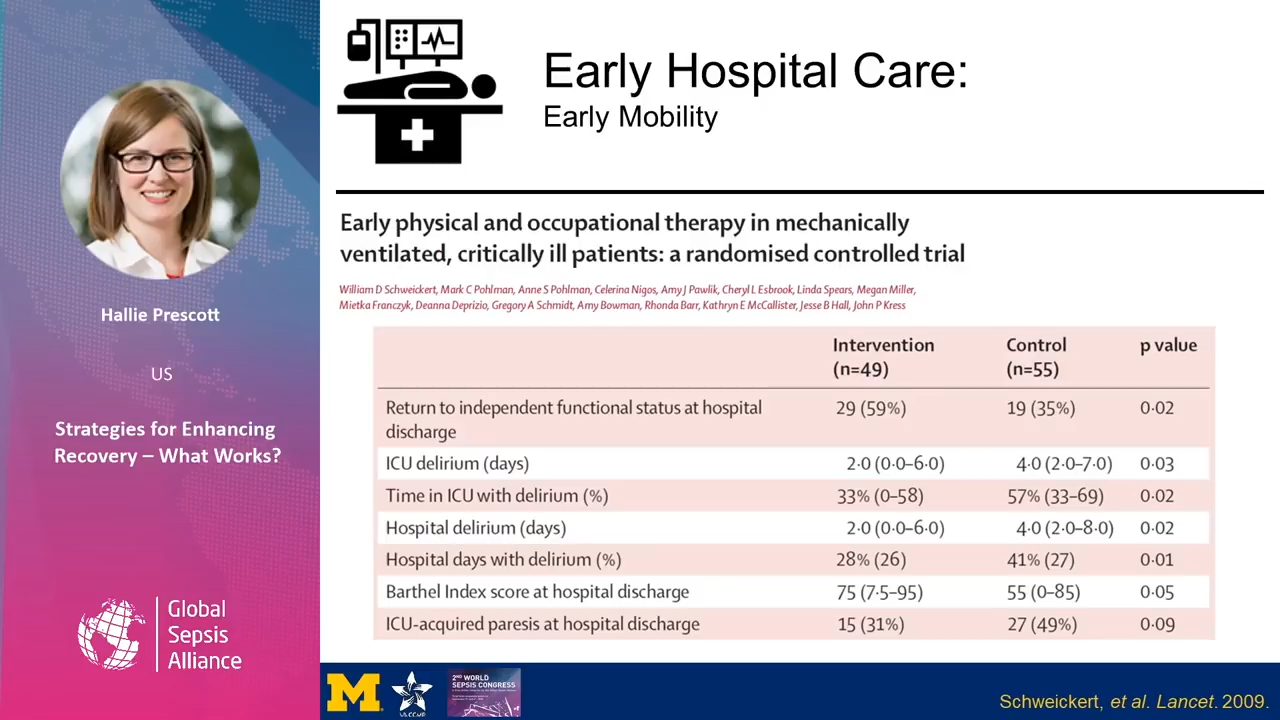 Early Hospital Care:
Early Mobility
Early physical and occupational therapy in mechanically
ventilated, critically ill patients: a randomised controlled trial
William D Schweickert, Mark C Pohlman, Anne S Pohlman, Celerina Nigos, Amy J Pawlik, Cheryl L Esbrook, Linda Spears, Megan Miller,
Mietka Franczyk, Deanna Deprizio, Gregory A Schmidt, Amy Bowman, Rhonda Barr, Kathryn E McCallister, Jesse B Hall, John P Kress
Intervention (n=49) Control (n=55) p value
Return to independent functional status at hospital discharge 29 (59%) 19 (35%) 0·02
ICU delirium (days) 2·0 (0·0–6·0) 4·0 (2·0–7·0) 0·03
Time in ICU with delirium (%) 33% (0–58) 57% (33–69) 0·02
Hospital delirium (days) 2·0 (0·0–6·0) 4·0 (2·0–8·0) 0·02
Hospital days with delirium (%) 28% (26) 41% (27) 0·01
Barthel Index score at hospital discharge 75 (7·5–95) 55 (0–85) 0·05
ICU-acquired paresis at hospital discharge 15 (31%) 27 (49%) 0·09
Hallie Prescott
US
Strategies for Enhancing
Recovery – What Works?
Global
Sepsis
Alliance
M
2ND WORLD
SEPSIS CONGRESS
Schweickert, et al. Lancet. 2009.